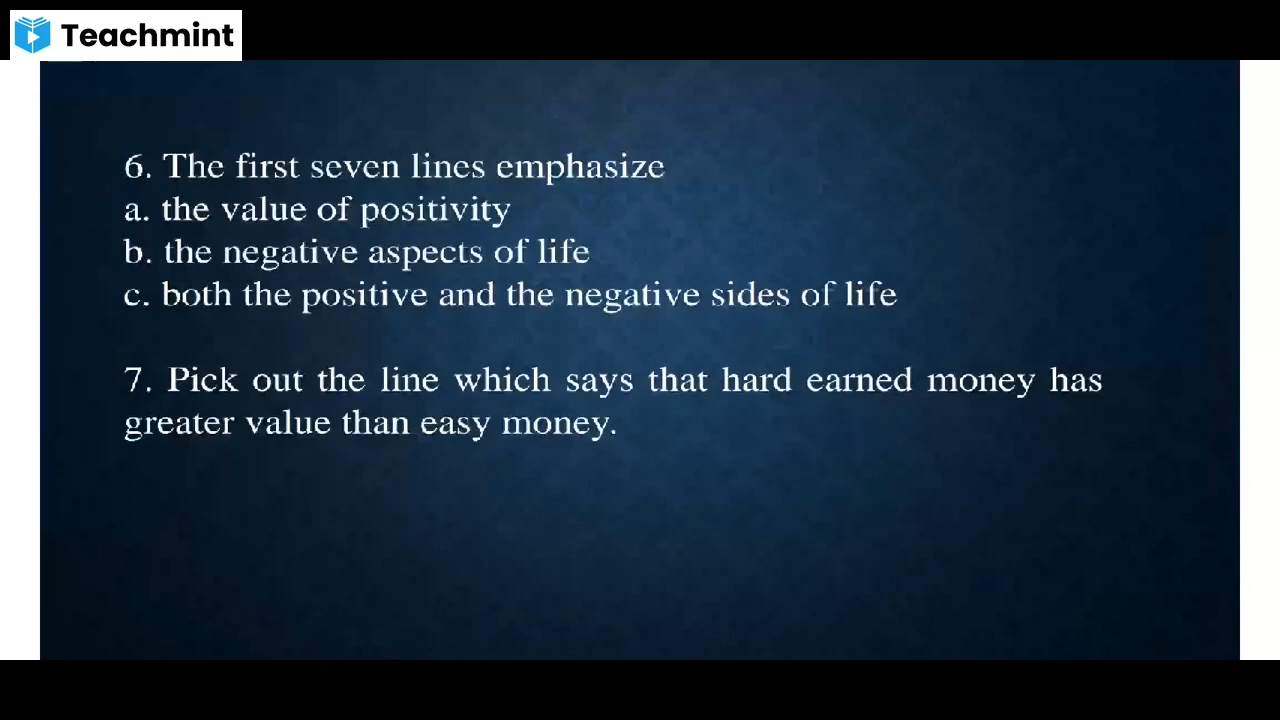 Teachmint
6. The first seven lines emphasize
a. the value of positivity
b. the negative aspects of life
c. both the positive and the negative sides of life
7. Pick out the line which says that hard earned money has
greater value than easy money.